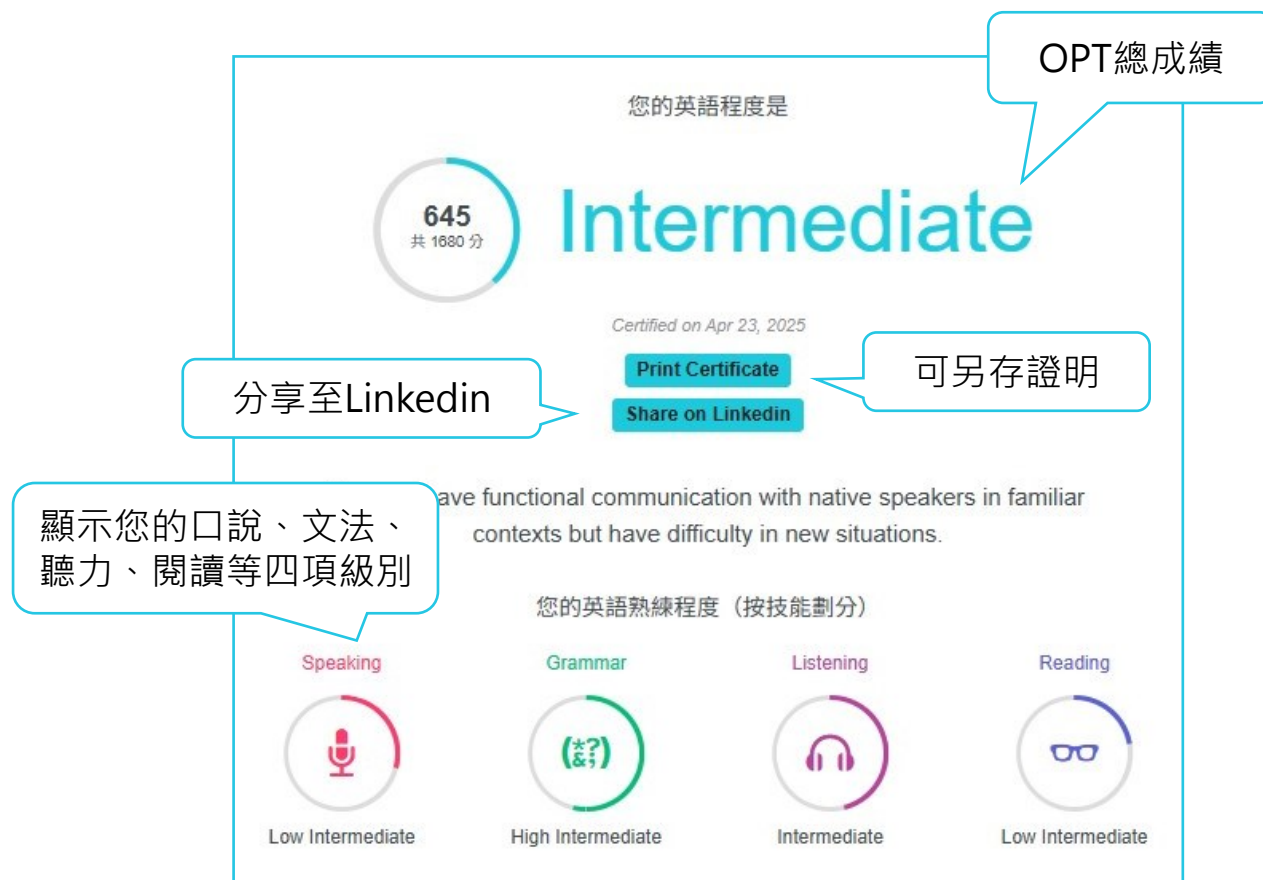 OPT總成績
您的英語程度是
645
共 1680 分
Intermediate
Certified on Apr 23, 2025
Print Certificate
可另存證明
分享至Linkedin
Share on Linkedin
顯示您的口說、文法、
聽力、閱讀等四項級別
ave functional communication with native speakers in familiar
contexts but have difficulty in new situations.
您的英語熟練程度（按技能劃分）
Speaking
Grammar
Listening
Reading
(*?
&;)
Low Intermediate
High Intermediate
Intermediate
Low Intermediate